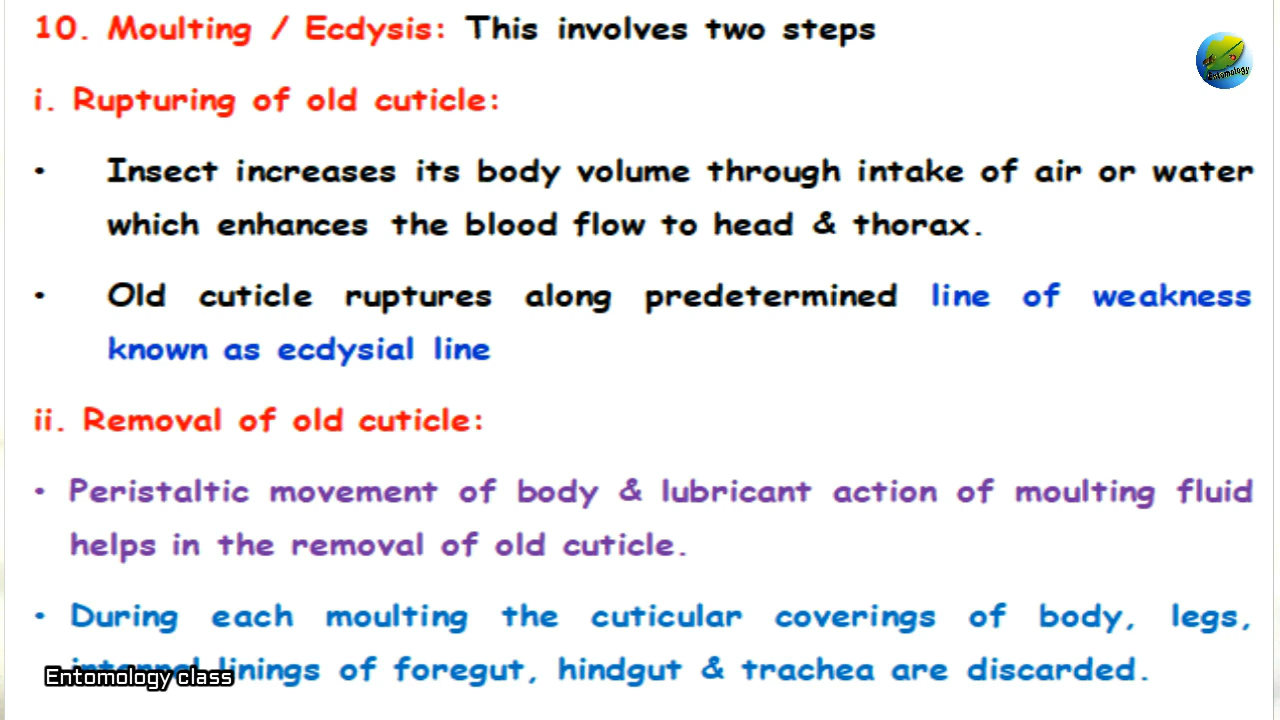 10. Moulting / Ecdysis: This involves two steps
Entomology
i. Rupturing of old cuticle:
• Insect increases its body volume through intake of air or water
which enhances the blood flow to head & thorax.
• Old cuticle ruptures along predetermined line of weakness
known as ecdysial line
ii. Removal of old cuticle:
• Peristaltic movement of body & lubricant action of moulting fluid
helps in the removal of old cuticle.
• During each moulting the cuticular coverings of body, legs,
internal linings of foregut, hindgut & trachea are discarded.
Entomology class